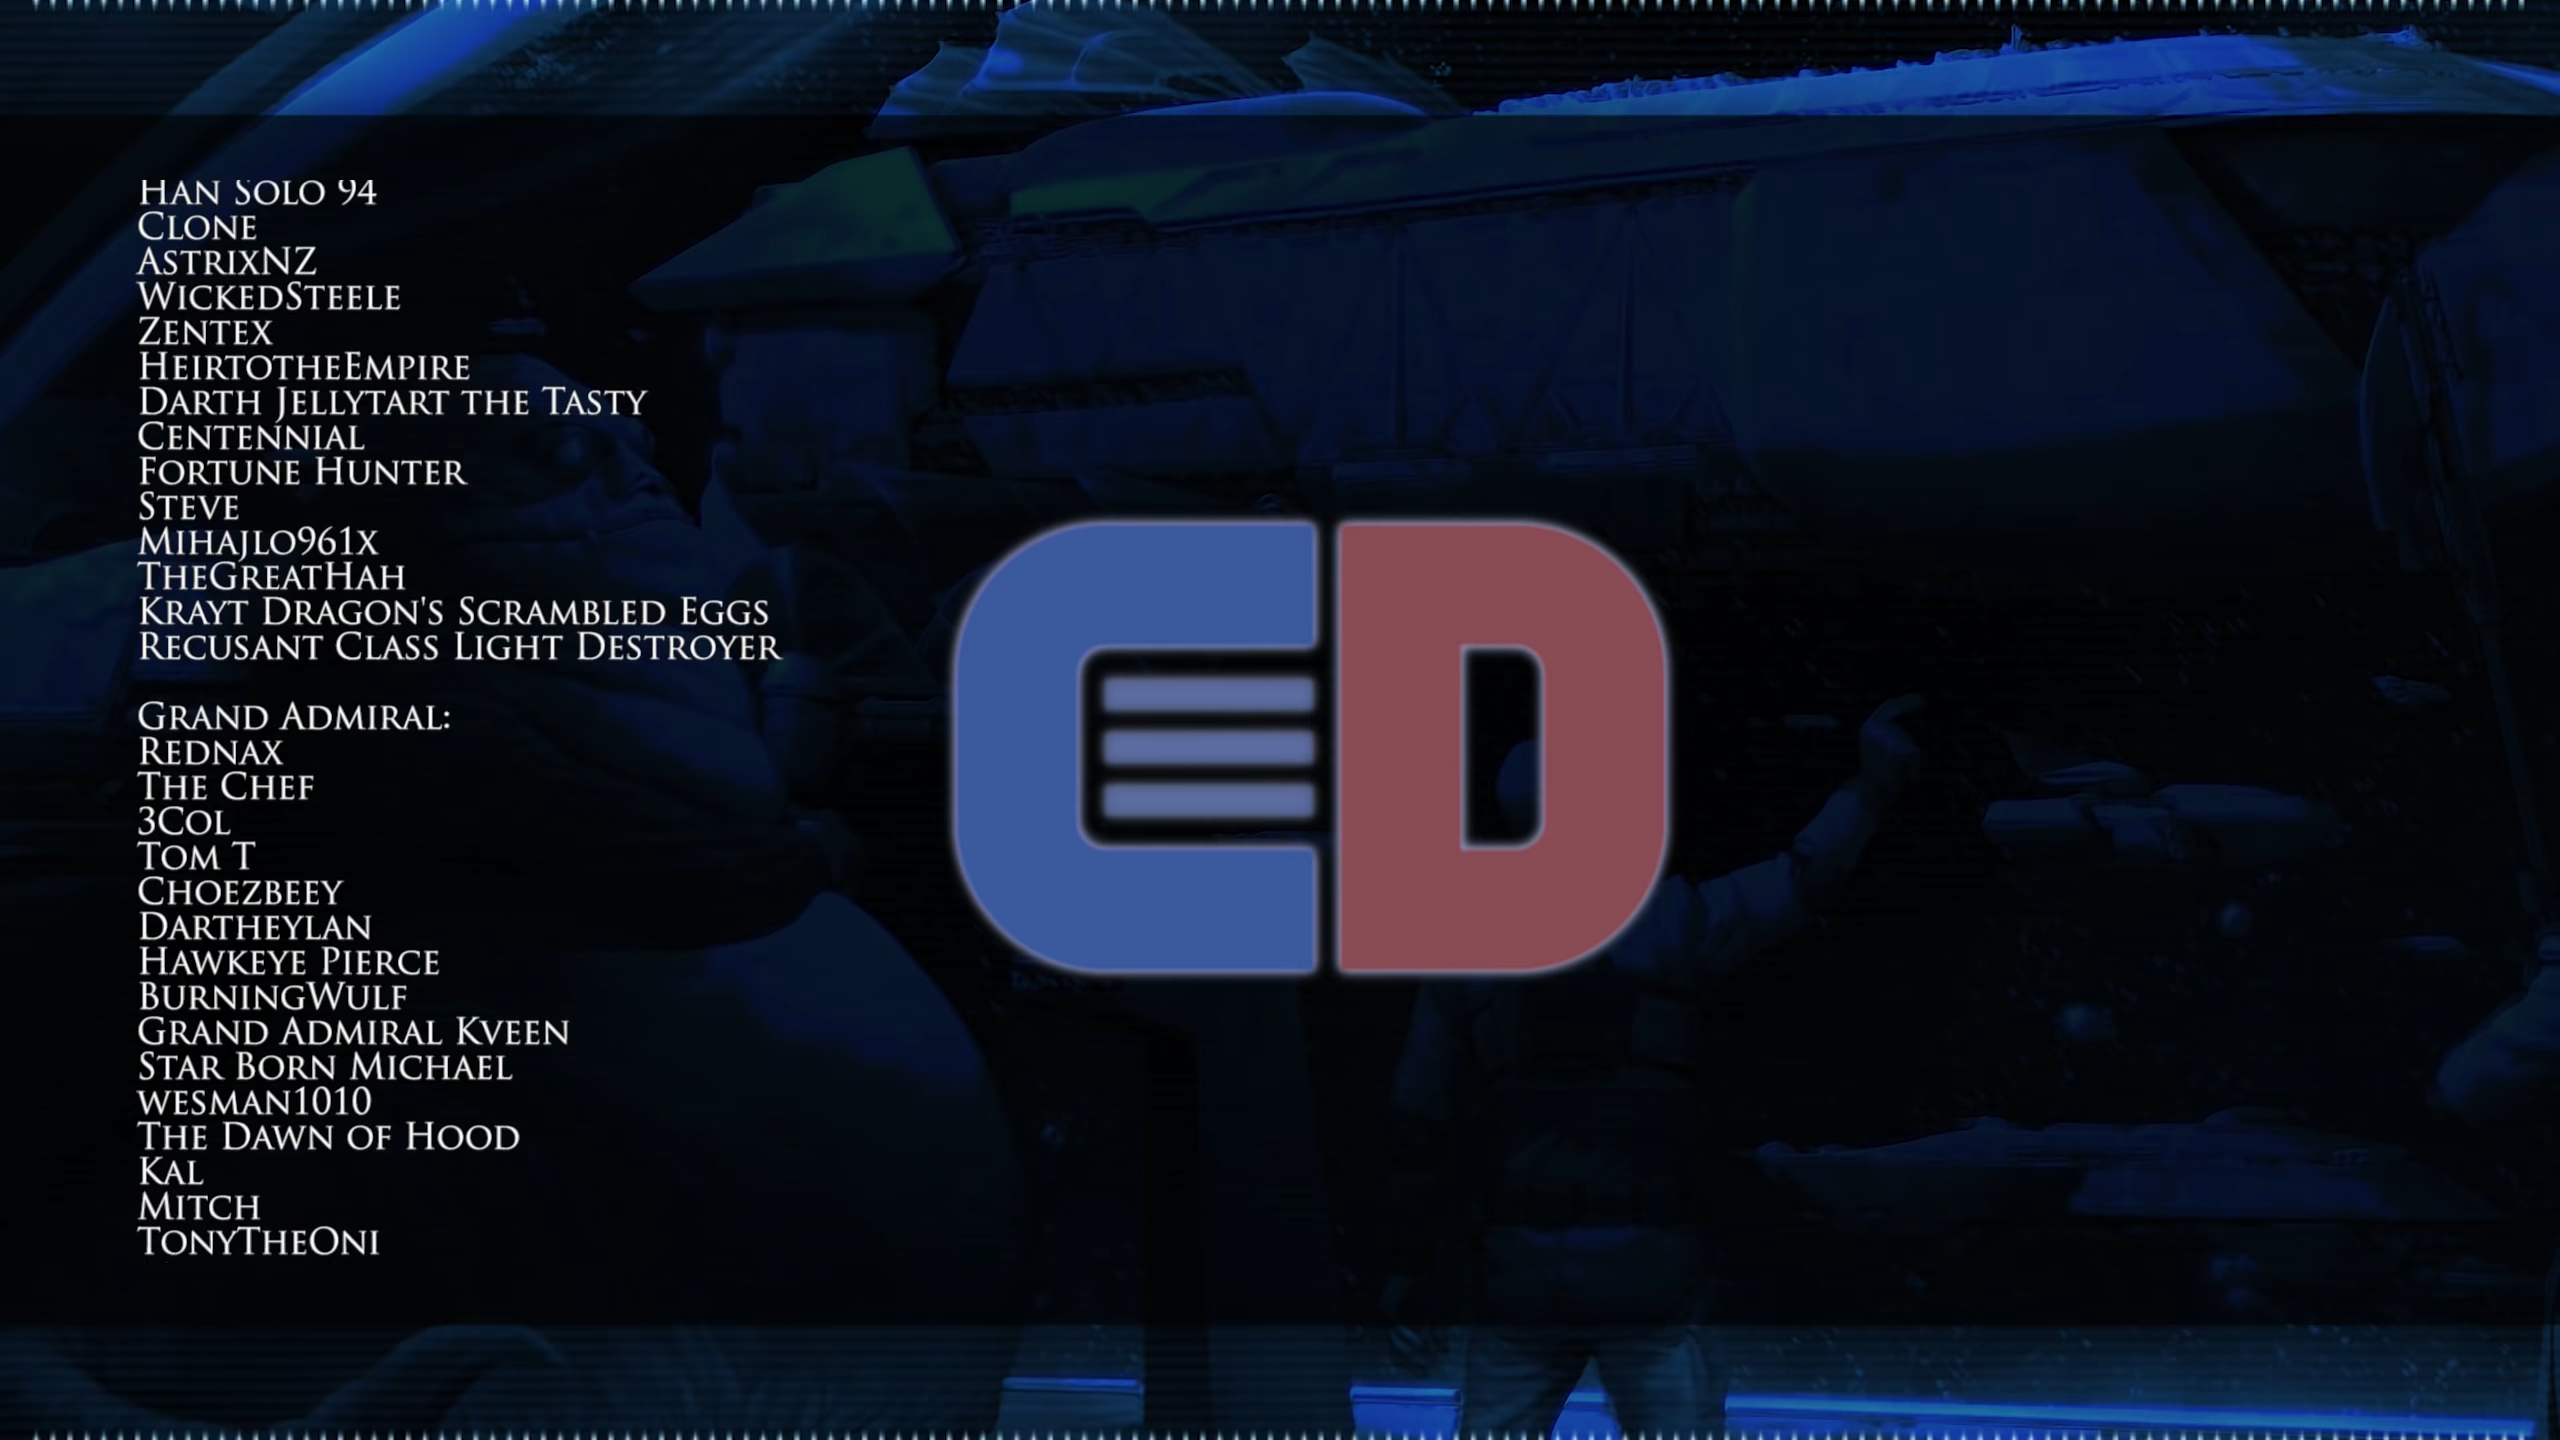 Han Solo 94
Clone
AstrixNZ
WickedSteele
Zentex
HeirtotheEmpire
Darth Jellytart the Tasty
Centennial
Fortune Hunter
Steve
Mihajlo961x
TheGreatHah
Krayt Dragon's Scrambled Eggs
Recusant Class Light Destroyer
Grand Admiral:
Rednax
The Chef
3Col
Tom T
Choezbeey
Dartheylan
Hawkeye Pierce
BurningWulf
Grand Admiral Kveen
Star Born Michael
wesman1010
The Dawn of Hood
Kal
Mitch
TonyTheOni
ED